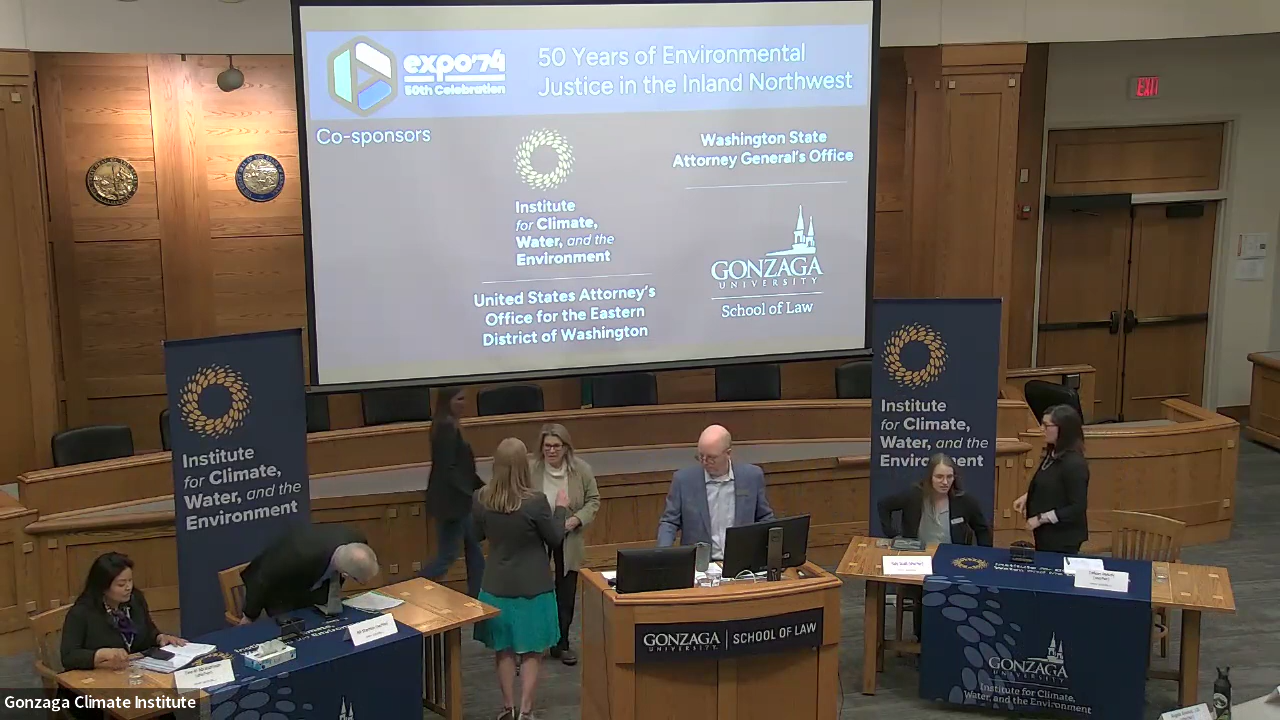 expo'74
50th Celebration
50 Years of Environmental
Justice in the Inland Northwest
Co-sponsors
Institute
for Climate,
Water, and the
Environment
United States Attorney's
Office for the Eastern
District of Washington
Washington State
Attorney General's Office
GONZAGA
UNIVERSITY
School of Law
EXIT
Institute
for Climate,
Water, and the
Environment
Institute
for Climate,
Water, and the
Environment
GONZAGA
UNIVERSITY
SCHOOL OF LAW
GONZAGA
UNIVERSITY
Institute for Climate,
Water, and the Environment
Gonzaga Climate Institute